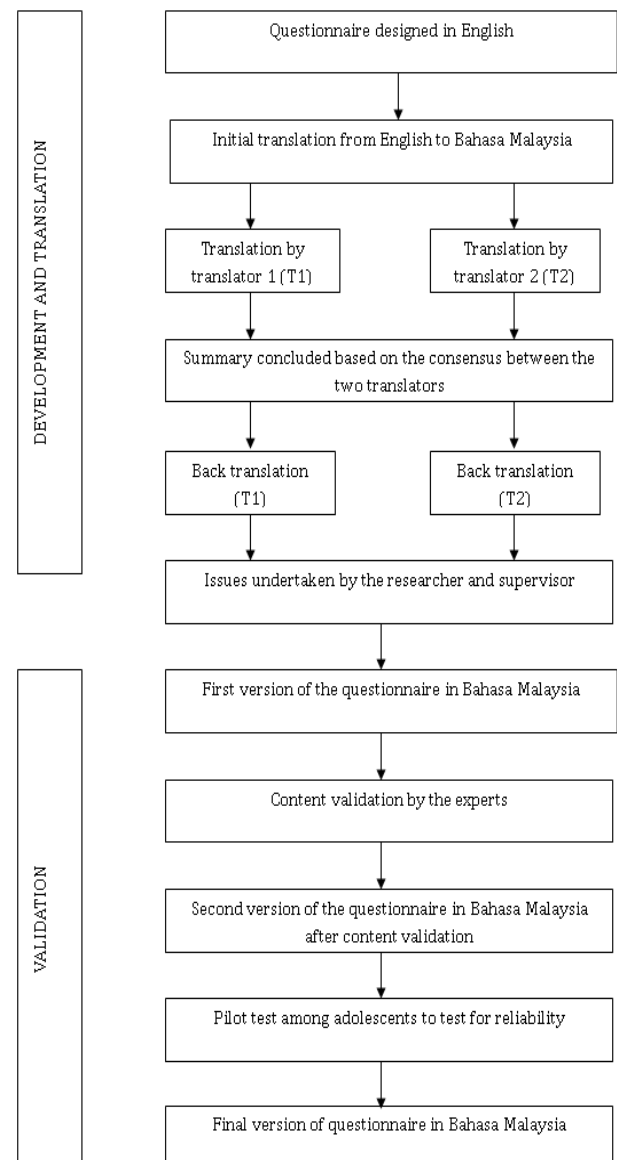 DEVELOPMENT AND TRANSLATION
Questionnaire designed in English
Initial translation from English to Bahasa Malaysia
Translation by
translator 1 (T1)
Translation by
translator 2 (T2)
Summary concluded based on the consensus between the
two translators
Back translation
(T1)
Back translation
(T2)
Issues undertaken by the researcher and supervisor
VALIDATION
First version of the questionnaire in Bahasa Malaysia
Content validation by the experts
Second version of the questionnaire in Bahasa Malaysia
after content validation
Pilot test among adolescents to test for reliability
Final version of questionnaire in Bahasa Malaysia